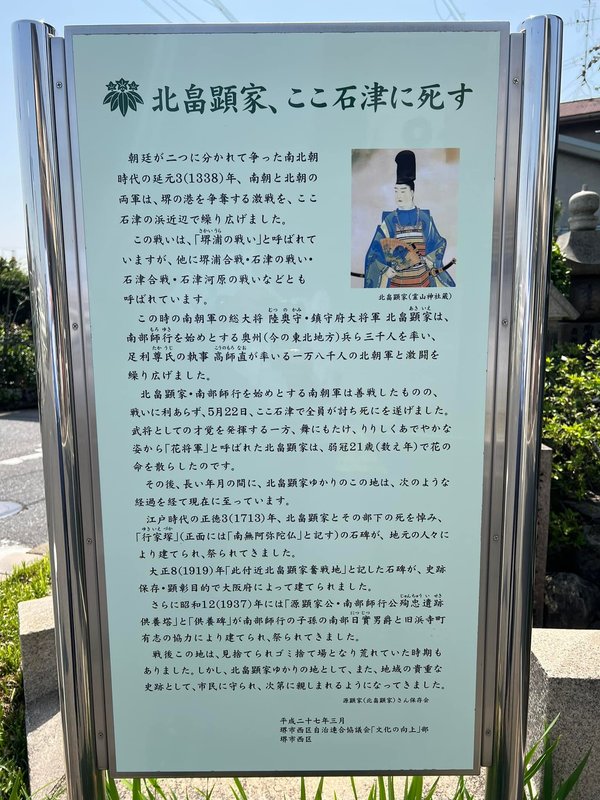 北畠顕家、ここ石津に死す
朝廷が二つに分かれて争った南北朝
時代の延元3(1338)年、南朝と北朝の
両軍は、堺の港を争奪する激戦を、ここ
石津の浜近辺で繰り広げました。
この戦いは、「堺浦の戦い」と呼ばれて
いますが、他に堺浦合戦・石津の戦い・
石津合戦・石津河原の戦いなどとも
呼ばれています。
北畠顕家(霊山神社蔵)
この時の南朝軍の総大将 陸奥守・鎮守府大将軍 北畠顕家は、
南部師行を始めとする奥州(今の東北地方)兵ら三千人を率い、
足利尊氏の執事 高師直が率いる一万八千人の北朝軍と激闘を
繰り広げました。
北畠顕家・南部師行を始めとする南朝軍は善戦したものの、
戦いに利あらず、5月22日、ここ石津で全員が討ち死にを遂げました。
武将としての才覚を発揮する一方、舞にもたけ、りりしくあでやかな
姿から「花将軍」と呼ばれた北畠顕家は、弱冠21歳(数え年)で花の
命を散らしたのです。
その後、長い年月の間に、北畠顕家ゆかりのこの地は、次のような
経過を経て現在に至っています。
江戸時代の正徳3(1713)年、北畠顕家とその部下の死を悼み、
「行家塚」(正面には「南無阿弥陀仏」と記す)の石碑が、地元の人々に
より建てられ、祭られてきました。
大正8(1919)年「此付近北畠顕家奮戦地」と記した石碑が、史跡
保存・顕彰目的で大阪府によって建てられました。
さらに昭和12(1937)年には「源顕家公・南部師行公殉忠遺跡
供養塔」と「供養碑」が南部師行の子孫の南部日實男爵と旧浜寺町
有志の協力により建てられ、祭られてきました。
戦後この地は、見捨てられゴミ捨て場となり荒れていた時期も
ありました。しかし、北畠顕家ゆかりの地として、また、地域の貴重な
史跡として、市民に守られ、次第に親しまれるようになってきました。
源顕家(北畠顕家)さん保存会
平成二十七年三月
堺市西区自治連合協議会「文化の向上」部
堺市西区